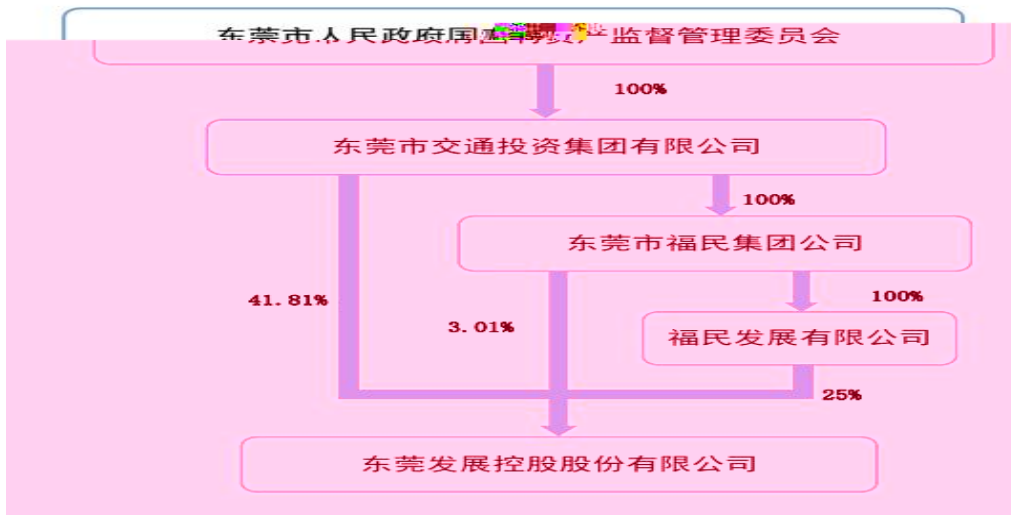 东莞市人民政府国有资产监督管理委员会
100%
东莞市交通投资集团有限公司
100%
东莞市福民集团公司
41.81%
3.01%
100%
福民发展有限公司
25%
东莞发展控股股份有限公司